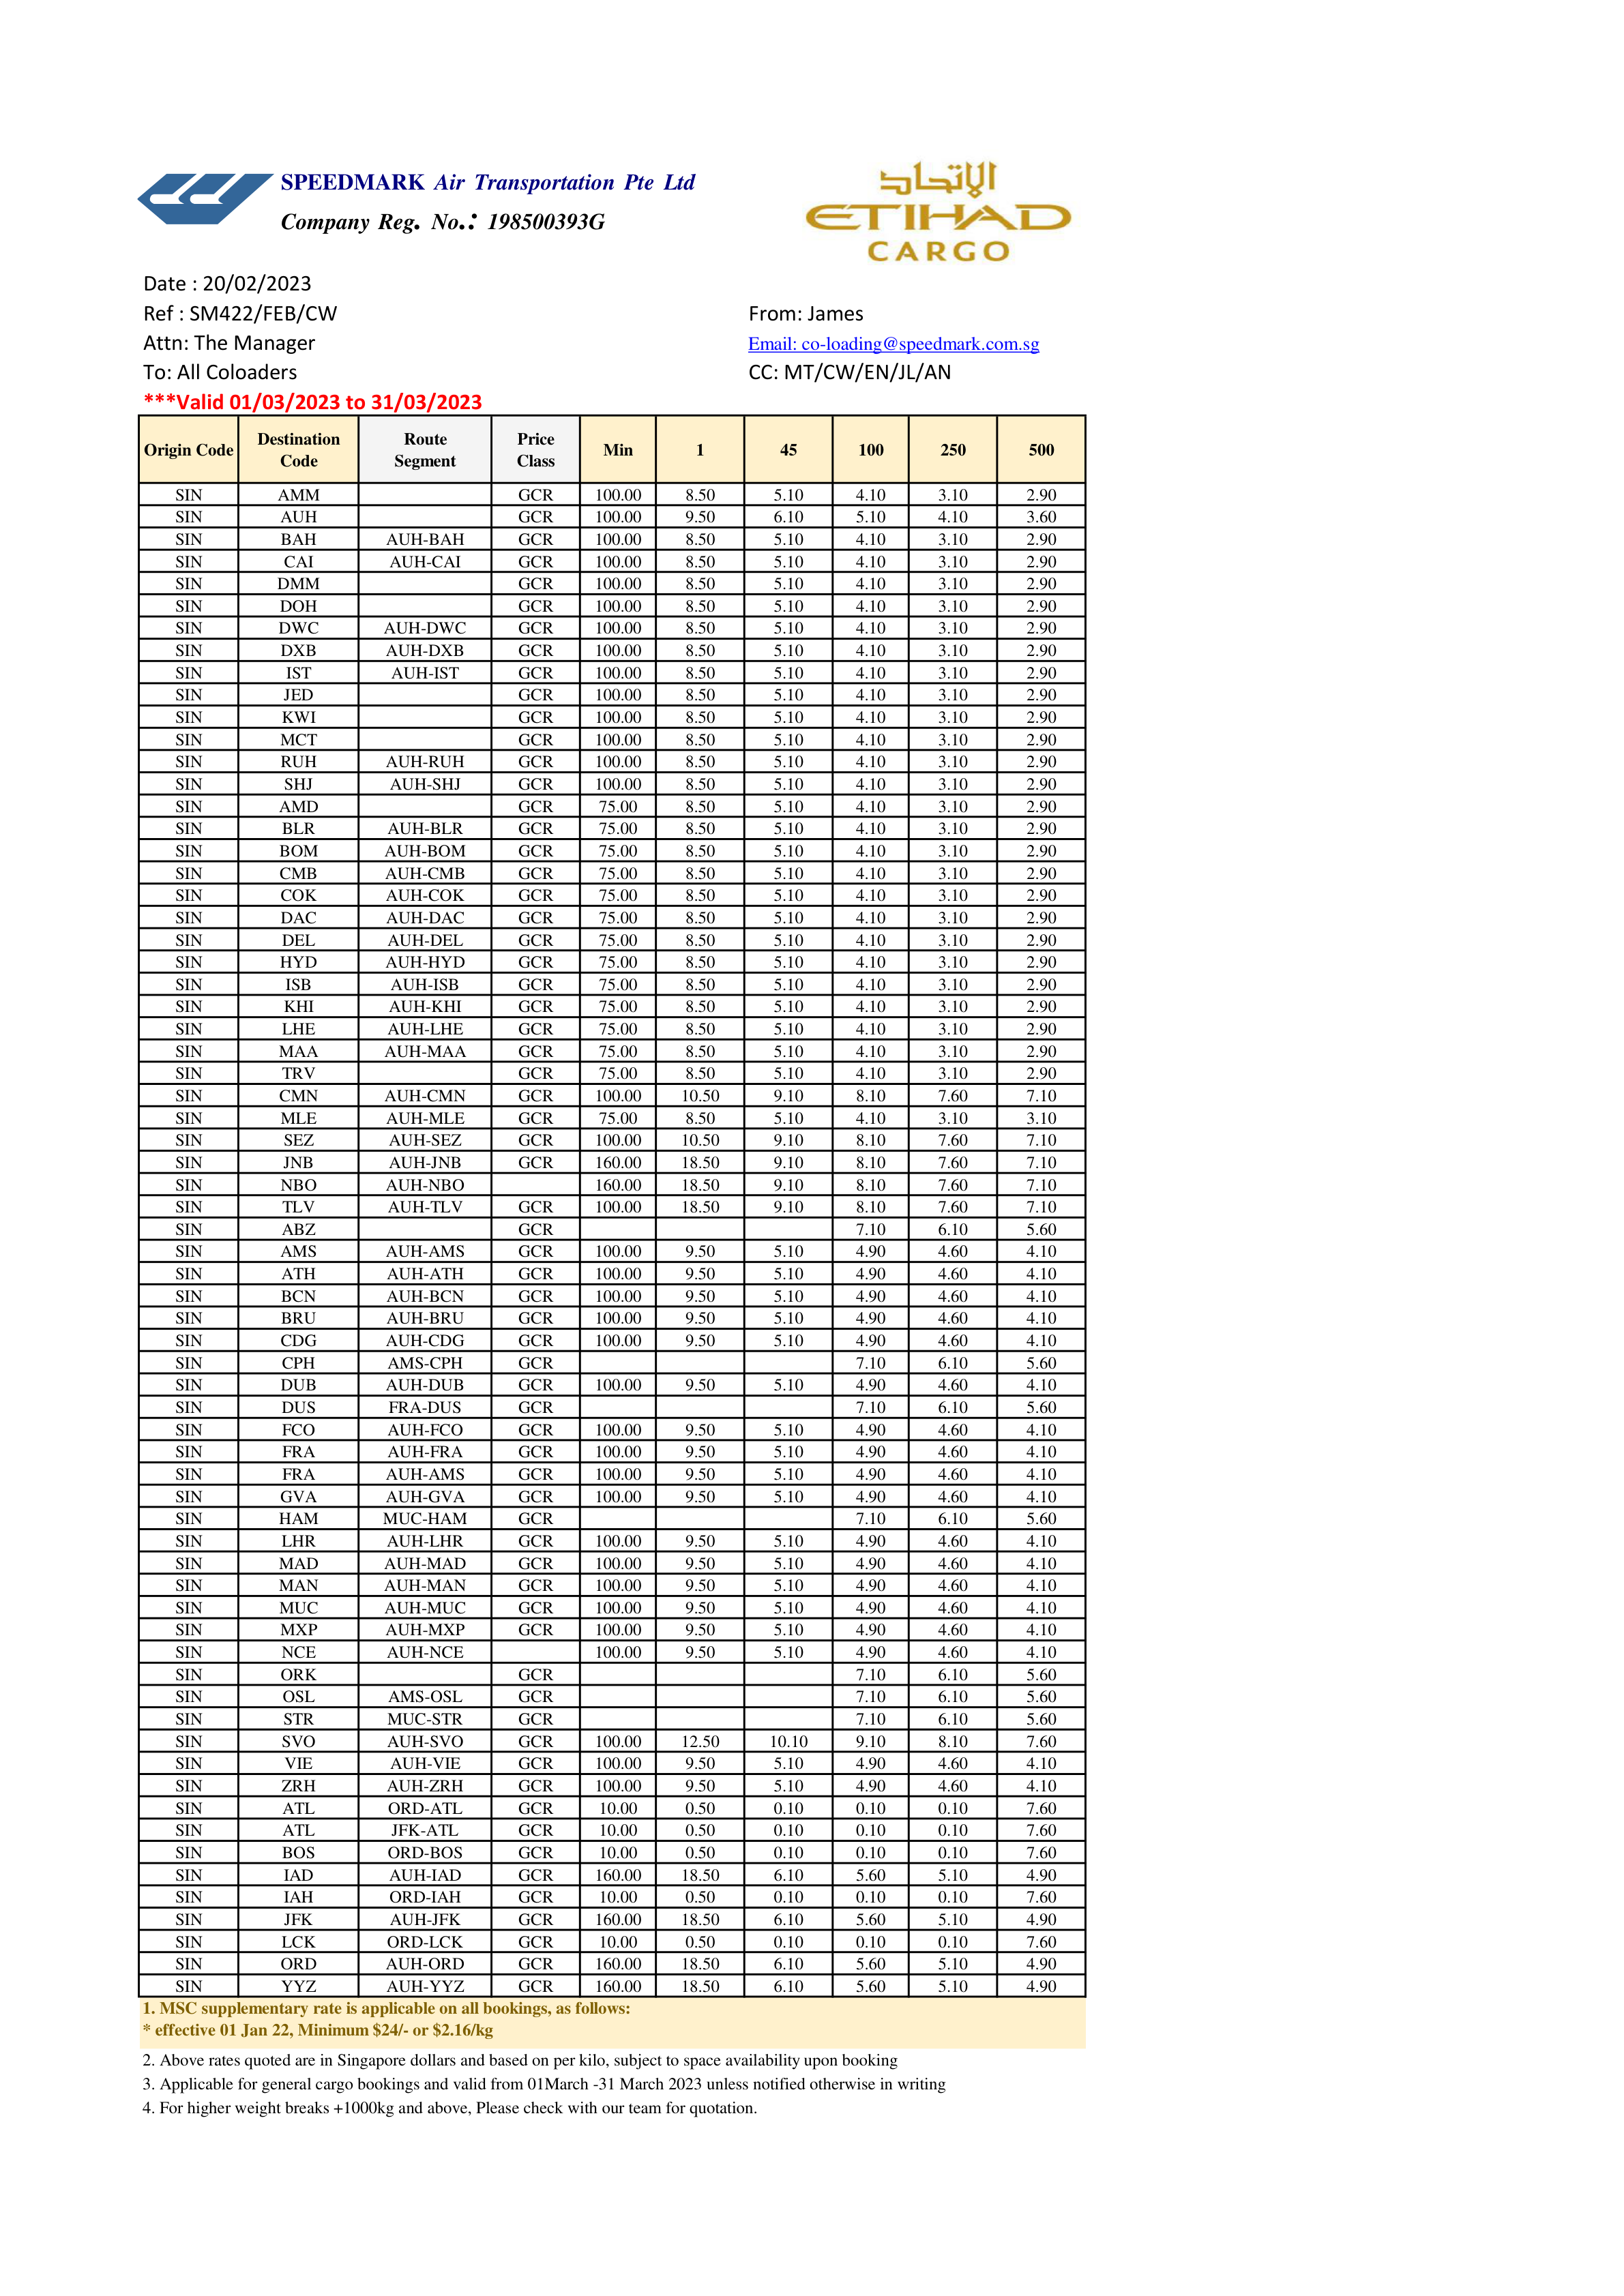 SPEEDMARK Air Transportation Pte Ltd
Company Reg. No.: 198500393G
الإتحاد
ETIHAD
CARGO
Date : 20/02/2023
Ref : SM422/FEB/CW From: James
Attn: The Manager Email: co-loading@speedmark.com.sg
To: All Coloaders CC: MT/CW/EN/JL/AN
***Valid 01/03/2023 to 31/03/2023
Origin Code Destination Code Route Segment Price Class Min 1 45 100 250 500
SIN AMM GCR 100.00 8.50 5.10 4.10 3.10 2.90
SIN AUH GCR 100.00 9.50 6.10 5.10 4.10 3.60
SIN BAH AUH-BAH GCR 100.00 8.50 5.10 4.10 3.10 2.90
SIN CAI AUH-CAI GCR 100.00 8.50 5.10 4.10 3.10 2.90
SIN DMM GCR 100.00 8.50 5.10 4.10 3.10 2.90
SIN DOH GCR 100.00 8.50 5.10 4.10 3.10 2.90
SIN DWC AUH-DWC GCR 100.00 8.50 5.10 4.10 3.10 2.90
SIN DXB AUH-DXB GCR 100.00 8.50 5.10 4.10 3.10 2.90
SIN IST AUH-IST GCR 100.00 8.50 5.10 4.10 3.10 2.90
SIN JED GCR 100.00 8.50 5.10 4.10 3.10 2.90
SIN KWI GCR 100.00 8.50 5.10 4.10 3.10 2.90
SIN MCT GCR 100.00 8.50 5.10 4.10 3.10 2.90
SIN RUH AUH-RUH GCR 100.00 8.50 5.10 4.10 3.10 2.90
SIN SHJ AUH-SHJ GCR 100.00 8.50 5.10 4.10 3.10 2.90
SIN AMD GCR 75.00 8.50 5.10 4.10 3.10 2.90
SIN BLR AUH-BLR GCR 75.00 8.50 5.10 4.10 3.10 2.90
SIN BOM AUH-BOM GCR 75.00 8.50 5.10 4.10 3.10 2.90
SIN CMB AUH-CMB GCR 75.00 8.50 5.10 4.10 3.10 2.90
SIN COK AUH-COK GCR 75.00 8.50 5.10 4.10 3.10 2.90
SIN DAC AUH-DAC GCR 75.00 8.50 5.10 4.10 3.10 2.90
SIN DEL AUH-DEL GCR 75.00 8.50 5.10 4.10 3.10 2.90
SIN HYD AUH-HYD GCR 75.00 8.50 5.10 4.10 3.10 2.90
SIN ISB AUH-ISB GCR 75.00 8.50 5.10 4.10 3.10 2.90
SIN KHI AUH-KHI GCR 75.00 8.50 5.10 4.10 3.10 2.90
SIN LHE AUH-LHE GCR 75.00 8.50 5.10 4.10 3.10 2.90
SIN MAA AUH-MAA GCR 75.00 8.50 5.10 4.10 3.10 2.90
SIN TRV GCR 75.00 8.50 5.10 4.10 3.10 2.90
SIN CMN AUH-CMN GCR 100.00 10.50 9.10 8.10 7.60 7.10
SIN MLE AUH-MLE GCR 75.00 8.50 5.10 4.10 3.10 3.10
SIN SEZ AUH-SEZ GCR 100.00 10.50 9.10 8.10 7.60 7.10
SIN JNB AUH-JNB GCR 160.00 18.50 9.10 8.10 7.60 7.10
SIN NBO AUH-NBO 160.00 18.50 9.10 8.10 7.60 7.10
SIN TLV AUH-TLV GCR 100.00 18.50 9.10 8.10 7.60 7.10
SIN ABZ GCR 7.10 6.10 5.60
SIN AMS AUH-AMS GCR 100.00 9.50 5.10 4.90 4.60 4.10
SIN ATH AUH-ATH GCR 100.00 9.50 5.10 4.90 4.60 4.10
SIN BCN AUH-BCN GCR 100.00 9.50 5.10 4.90 4.60 4.10
SIN BRU AUH-BRU GCR 100.00 9.50 5.10 4.90 4.60 4.10
SIN CDG AUH-CDG GCR 100.00 9.50 5.10 4.90 4.60 4.10
SIN CPH AMS-CPH GCR 7.10 6.10 5.60
SIN DUB AUH-DUB GCR 100.00 9.50 5.10 4.90 4.60 4.10
SIN DUS FRA-DUS GCR 7.10 6.10 5.60
SIN FCO AUH-FCO GCR 100.00 9.50 5.10 4.90 4.60 4.10
SIN FRA AUH-FRA GCR 100.00 9.50 5.10 4.90 4.60 4.10
SIN FRA AUH-AMS GCR 100.00 9.50 5.10 4.90 4.60 4.10
SIN GVA AUH-GVA GCR 100.00 9.50 5.10 4.90 4.60 4.10
SIN HAM MUC-HAM GCR 7.10 6.10 5.60
SIN LHR AUH-LHR GCR 100.00 9.50 5.10 4.90 4.60 4.10
SIN MAD AUH-MAD GCR 100.00 9.50 5.10 4.90 4.60 4.10
SIN MAN AUH-MAN GCR 100.00 9.50 5.10 4.90 4.60 4.10
SIN MUC AUH-MUC GCR 100.00 9.50 5.10 4.90 4.60 4.10
SIN MXP AUH-MXP GCR 100.00 9.50 5.10 4.90 4.60 4.10
SIN NCE AUH-NCE 100.00 9.50 5.10 4.90 4.60 4.10
SIN ORK GCR 7.10 6.10 5.60
SIN OSL AMS-OSL GCR 7.10 6.10 5.60
SIN STR MUC-STR GCR 7.10 6.10 5.60
SIN SVO AUH-SVO GCR 100.00 12.50 10.10 9.10 8.10 7.60
SIN VIE AUH-VIE GCR 100.00 9.50 5.10 4.90 4.60 4.10
SIN ZRH AUH-ZRH GCR 100.00 9.50 5.10 4.90 4.60 4.10
SIN ATL ORD-ATL GCR 10.00 0.50 0.10 0.10 0.10 7.60
SIN ATL JFK-ATL GCR 10.00 0.50 0.10 0.10 0.10 7.60
SIN BOS ORD-BOS GCR 10.00 0.50 0.10 0.10 0.10 7.60
SIN IAD AUH-IAD GCR 160.00 18.50 6.10 5.60 5.10 4.90
SIN IAH ORD-IAH GCR 10.00 0.50 0.10 0.10 0.10 7.60
SIN JFK AUH-JFK GCR 160.00 18.50 6.10 5.60 5.10 4.90
SIN LCK ORD-LCK GCR 10.00 0.50 0.10 0.10 0.10 7.60
SIN ORD AUH-ORD GCR 160.00 18.50 6.10 5.60 5.10 4.90
SIN YYZ AUH-YYZ GCR 160.00 18.50 6.10 5.60 5.10 4.90
1. MSC supplementary rate is applicable on all bookings, as follows:
* effective 01 Jan 22, Minimum $24/- or $2.16/kg
2. Above rates quoted are in Singapore dollars and based on per kilo, subject to space availability upon booking
3. Applicable for general cargo bookings and valid from 01March -31 March 2023 unless notified otherwise in writing
4. For higher weight breaks +1000kg and above, Please check with our team for quotation.